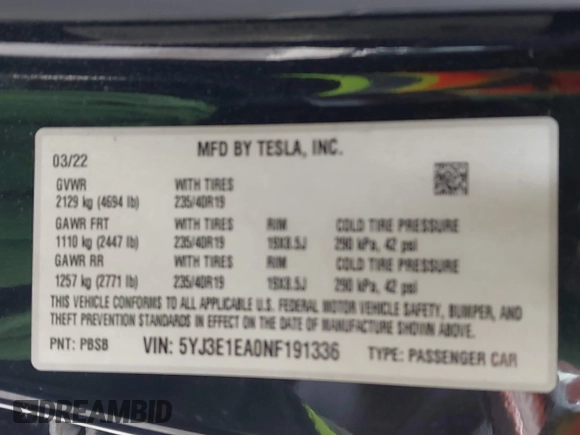 MFD BY TESLA, INC.
03/22
GVWR WITH TIRES
2129 kg (4694 lb) 235/40R19
GAWR FRT WITH TIRES RIM COLD TIRE PRESSURE
1110 kg (2447 lb) 235/40R19 19X8.5J 290 kPa, 42 psi
GAWR RR WITH TIRES RIM COLD TIRE PRESSURE
1257 kg (2771 lb) 235/40R19 19X8.5J 290 kPa, 42 psi
THIS VEHICLE CONFORMS TO ALL APPLICABLE U.S. FEDERAL MOTOR VEHICLE SAFETY, BUMPER, AND
THEFT PREVENTION STANDARDS IN EFFECT ON THE DATE OF MANUFACTURE SHOWN ABOVE.
PNT: PBSB VIN: 5YJ3E1EA0NF191336 TYPE: PASSENGER CAR
DREAMBID